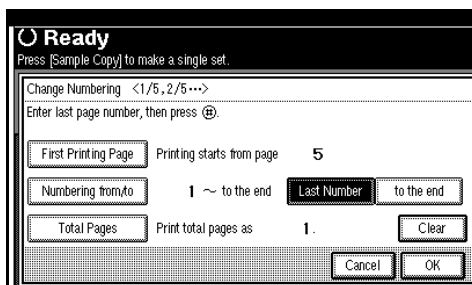 Ready
Press [Sample Copy] to make a single set.
Change Numbering <1/5,2/5···>
Enter last page number, then press (#).
First Printing Page Printing starts from page 5
Numbering from/to 1 ~ to the end Last Number to the end
Total Pages Print total pages as 1. Clear
Cancel OK